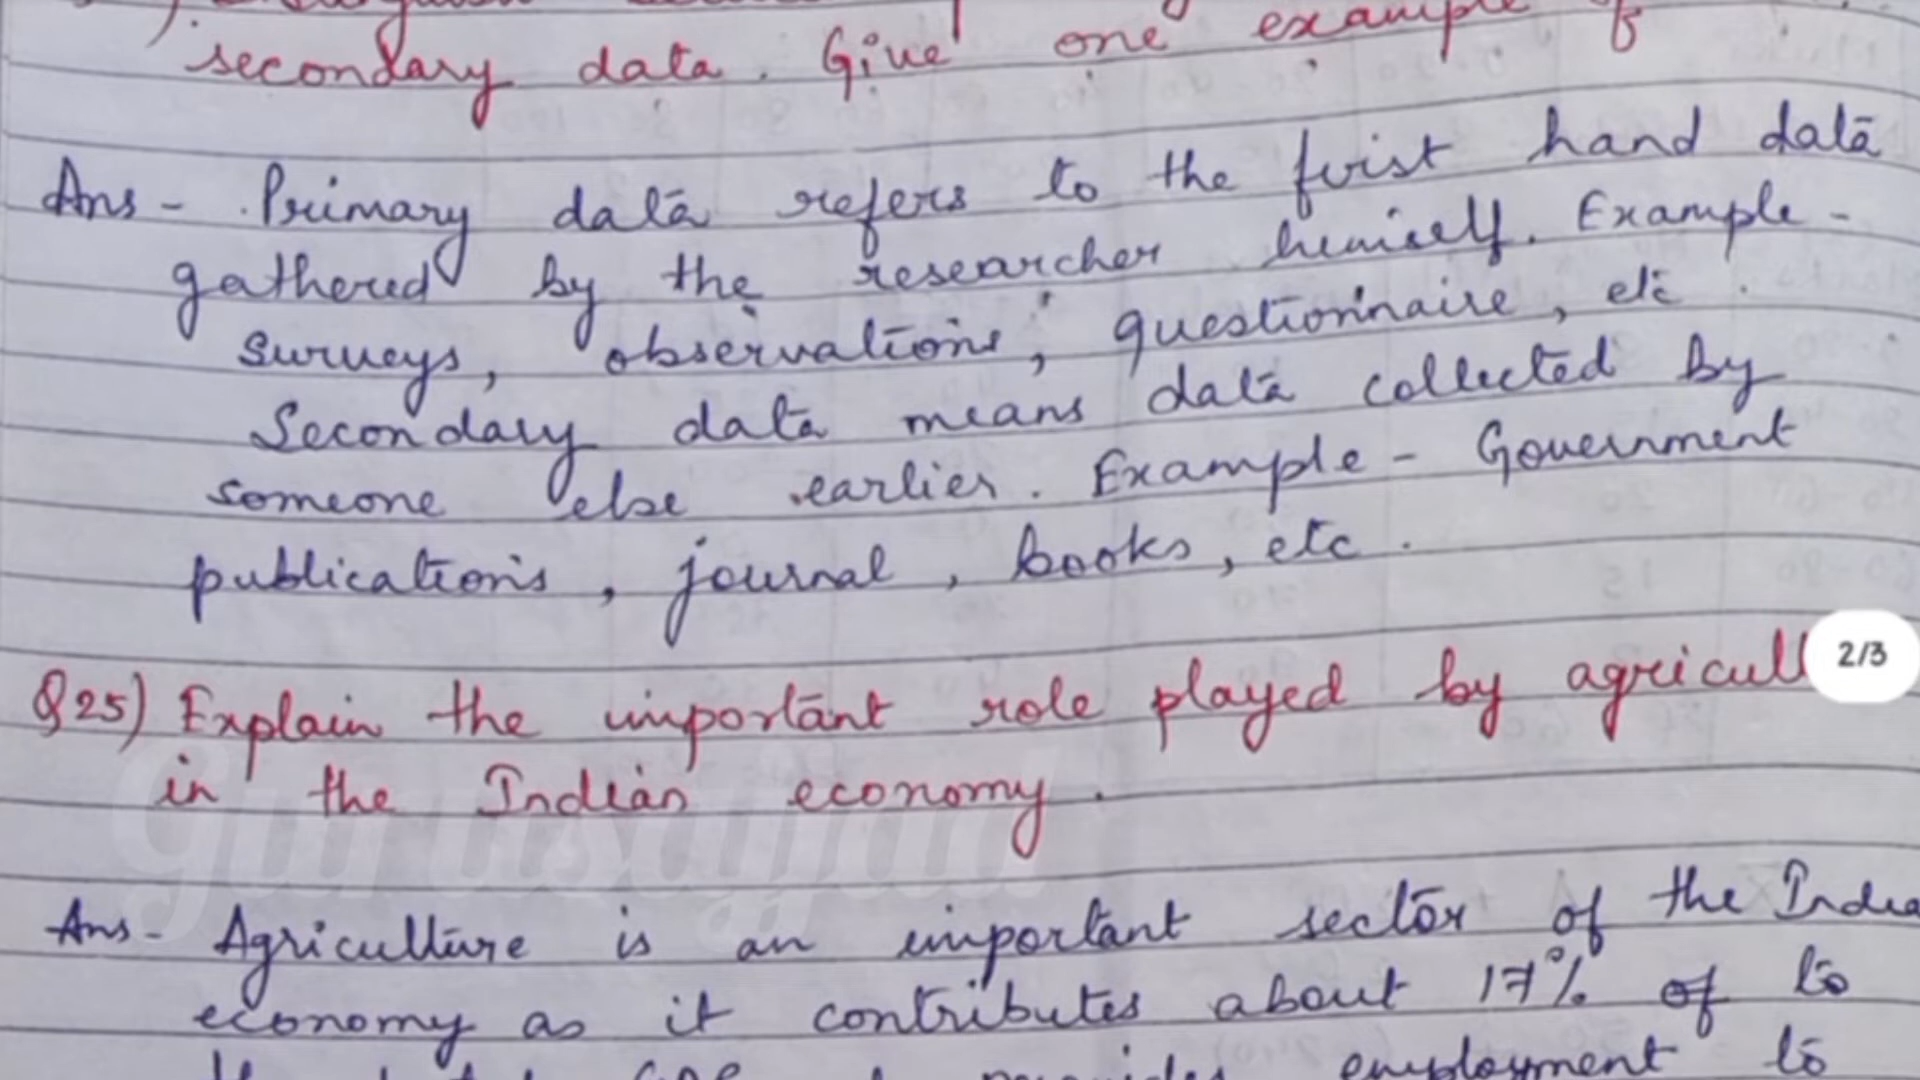 secondary data. Give one example of
Ans - Primary data refers to the first hand data
gathered by the researcher himself. Example -
surveys, observations, questionnaire, etc.
Secondary data means data collected by
someone else earlier. Example - Government
publications, journal, books, etc.
2/3
Q25) Explain the important role played by agricult
in the Indian economy.
Ans - Agriculture is an important sector of the India
economy as it contributes about 17% of to
GDP provides employment to